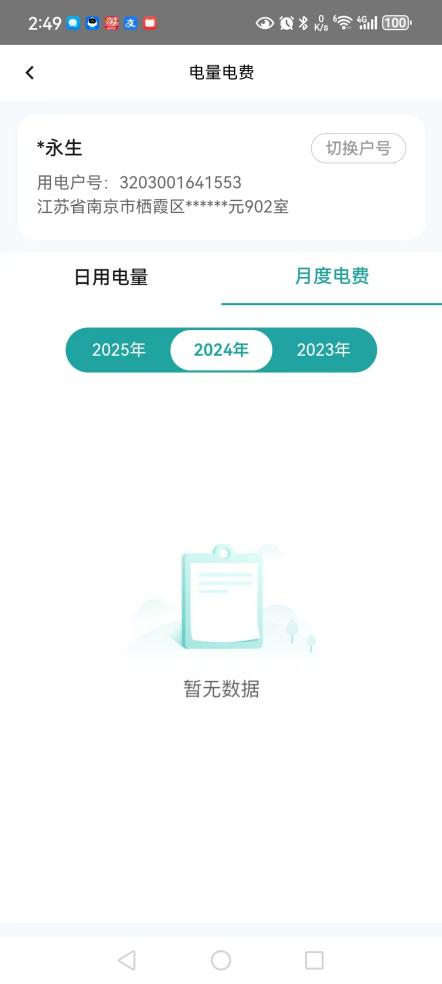 2:49
0 K/s 6 4G 100
电量电费
*永生
切换户号
用电户号：3203001641553
江苏省南京市栖霞区******元902室
日用电量 月度电费
2025年 2024年 2023年
暂无数据